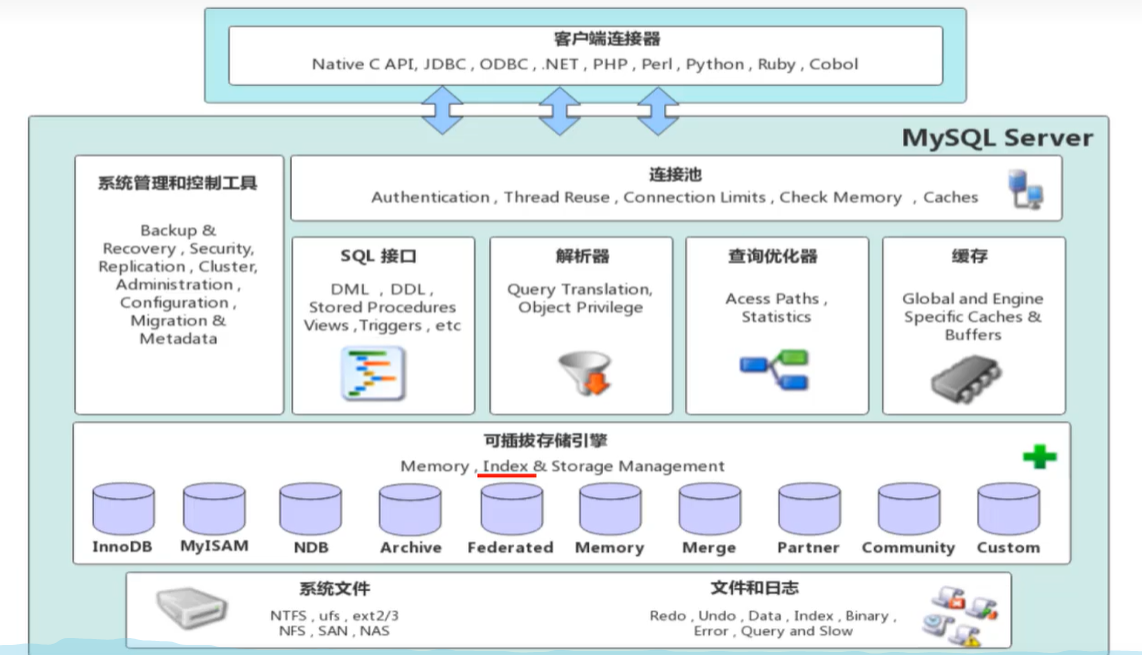 客户端连接器
Native C API, JDBC , ODBC , .NET , PHP , Perl , Python , Ruby , Cobol
MySQL Server
系统管理和控制工具
Backup &
Recovery , Security,
Replication , Cluster,
Administration ,
Configuration ,
Migration &
Metadata
连接池
Authentication , Thread Reuse , Connection Limits , Check Memory , Caches
SQL 接口
DML , DDL ,
Stored Procedures
Views ,Triggers , etc
解析器
Query Translation,
Object Privilege
查询优化器
Acess Paths ,
Statistics
缓存
Global and Engine
Specific Caches &
Buffers
可插拔存储引擎
Memory , Index & Storage Management
InnoDB MyISAM NDB Archive Federated Memory Merge Partner Community Custom
系统文件
NTFS , ufs , ext2/3
NFS , SAN , NAS
文件和日志
Redo , Undo , Data , Index , Binary ,
Error , Query and Slow